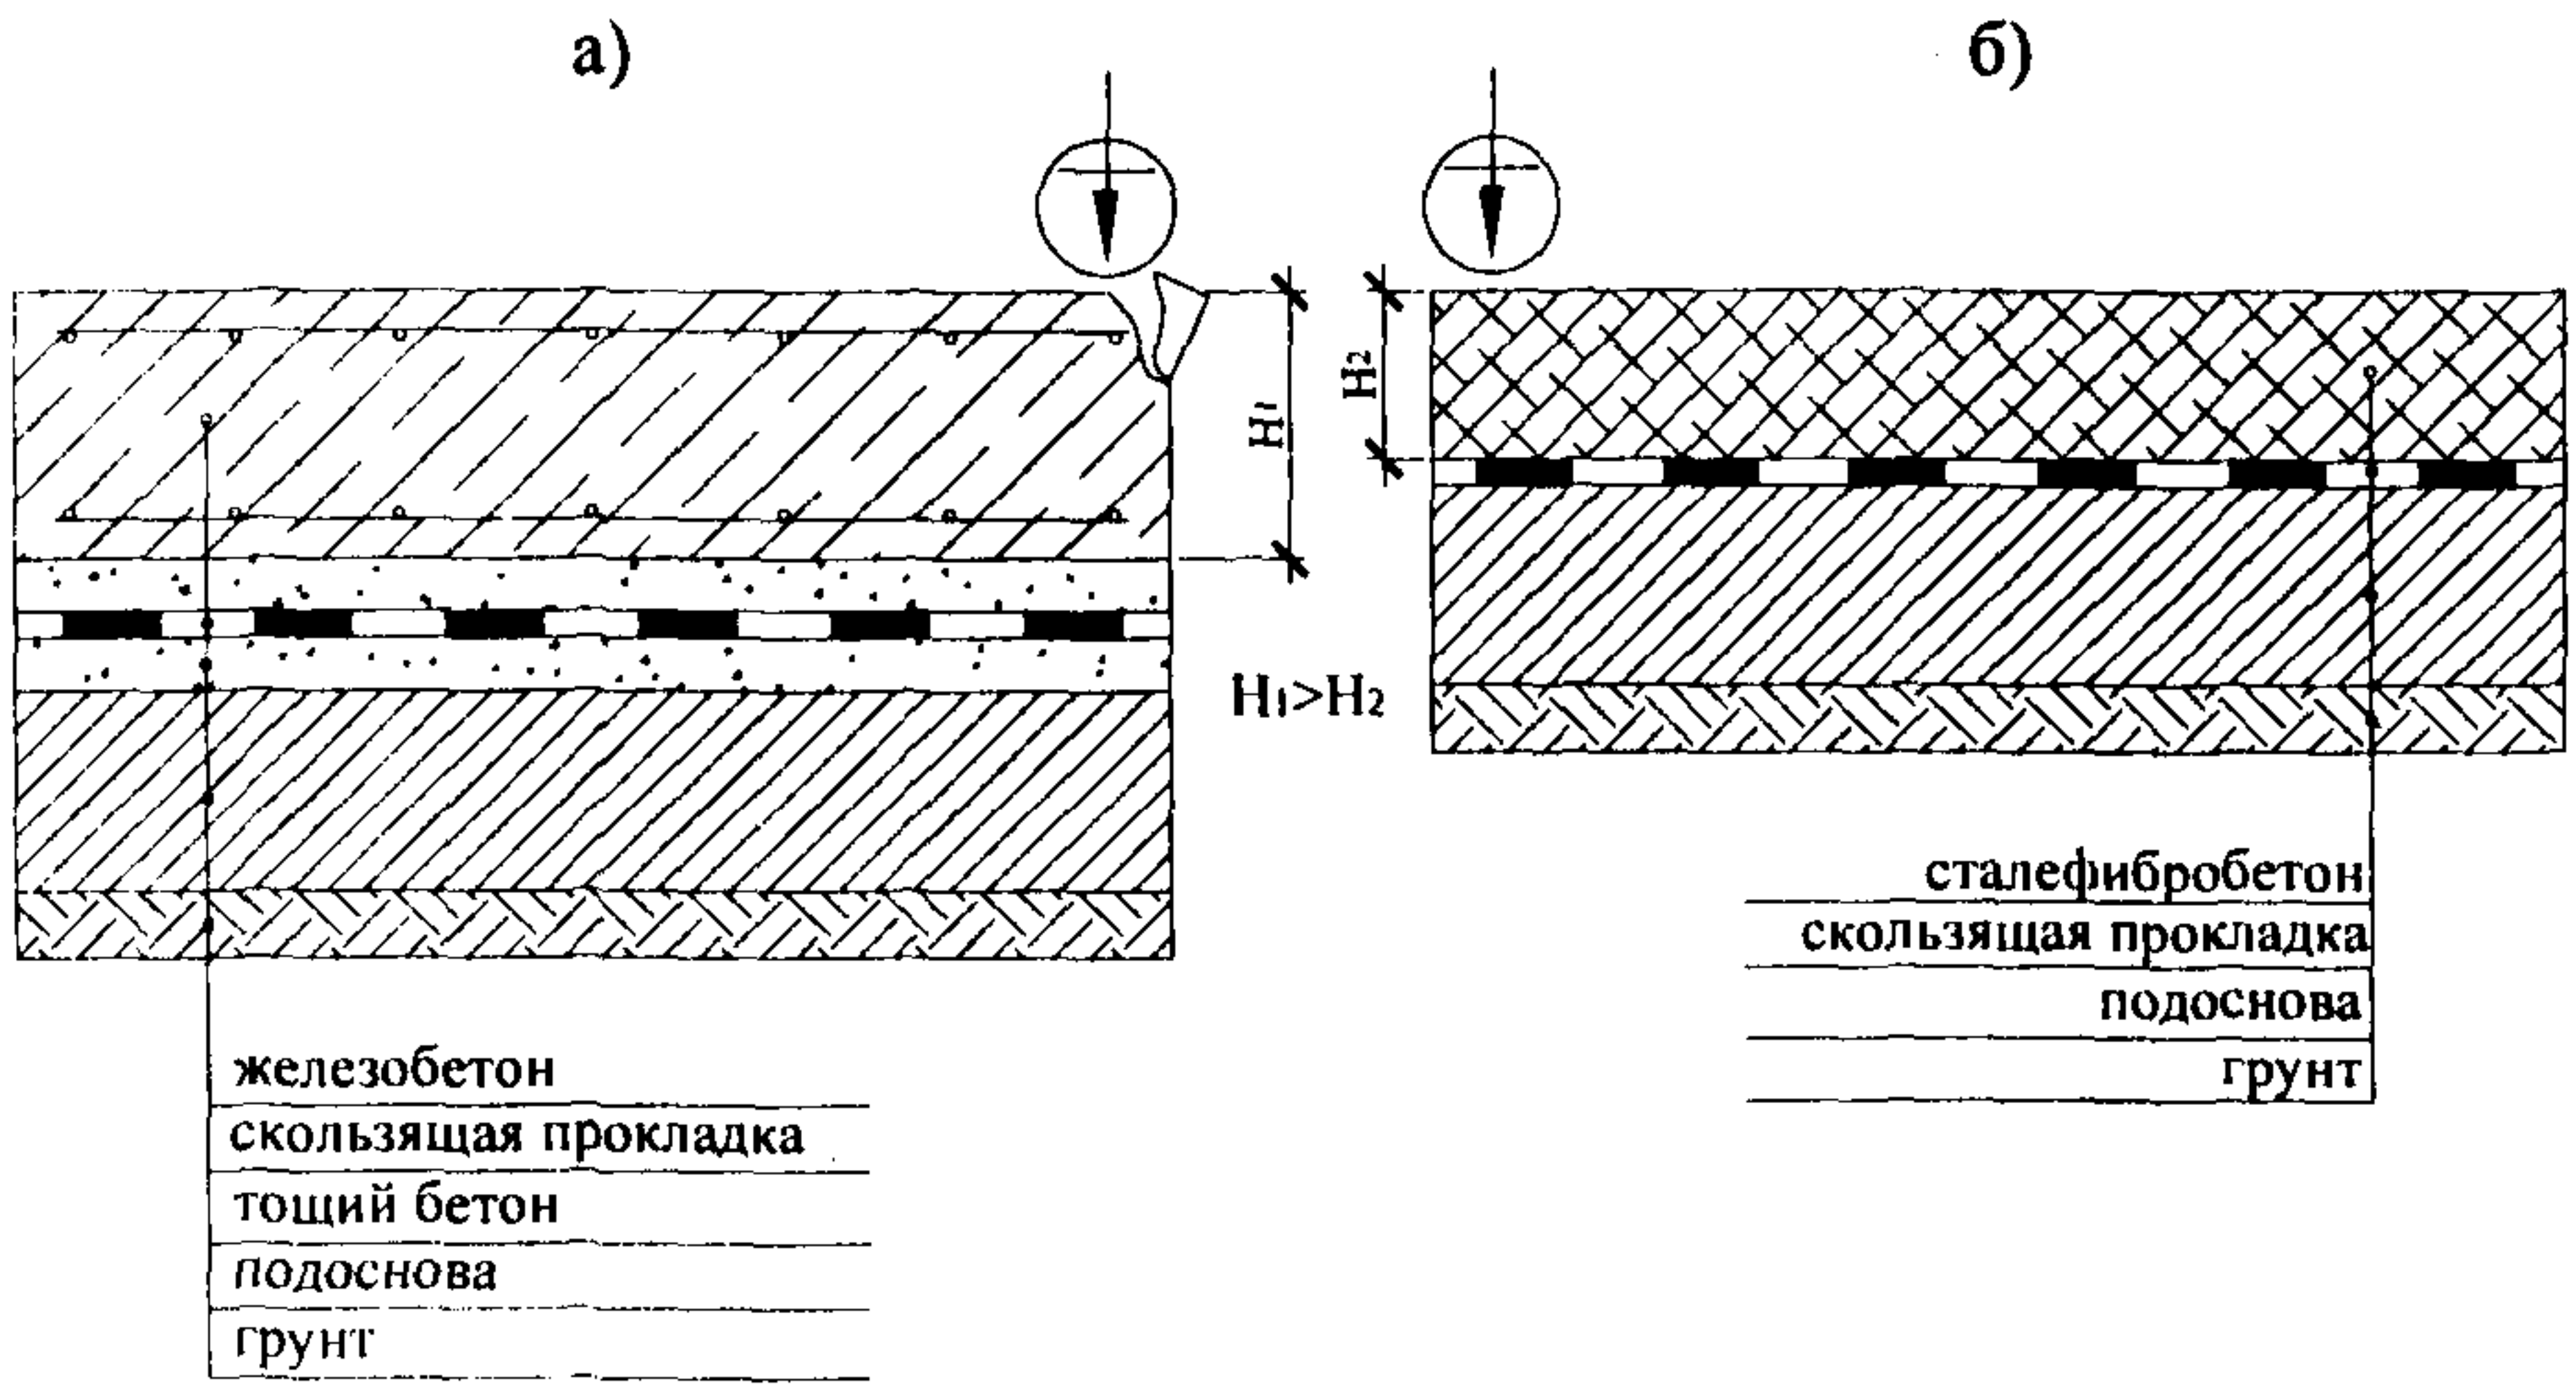 а)
б)
H1
H2
H1>H2
железобетон
скользящая прокладка
тощий бетон
подоснова
грунт
сталефибробетон
скользящая прокладка
подоснова
грунт